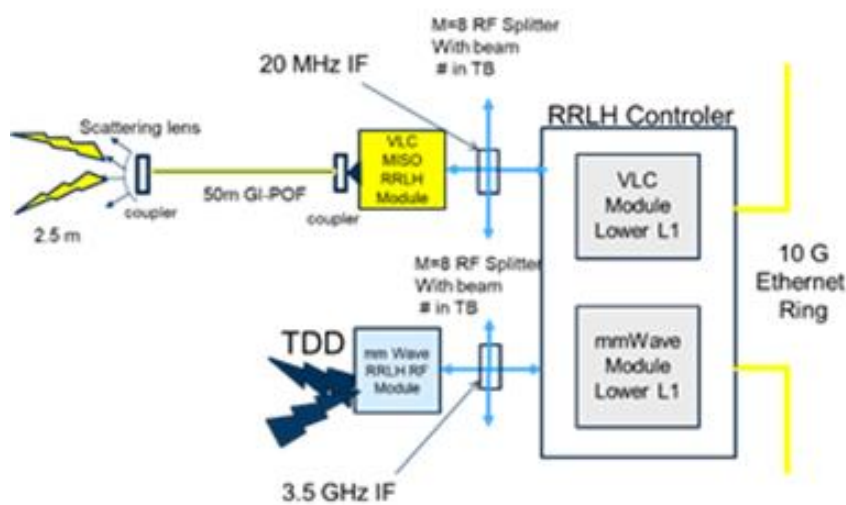 M=8 RF Splitter
With beam
# in TB
20 MHz IF
RRLH Controler
Scattering lens
VLC
MISO
RRLH
Module
50m GI-POF
coupler
coupler
2.5 m
VLC
Module
Lower L1
10 G
Ethernet
Ring
M=8 RF Splitter
With beam
# in TB
TDD
mm Wave
RRLH RF
Module
mmWave
Module
Lower L1
3.5 GHz IF